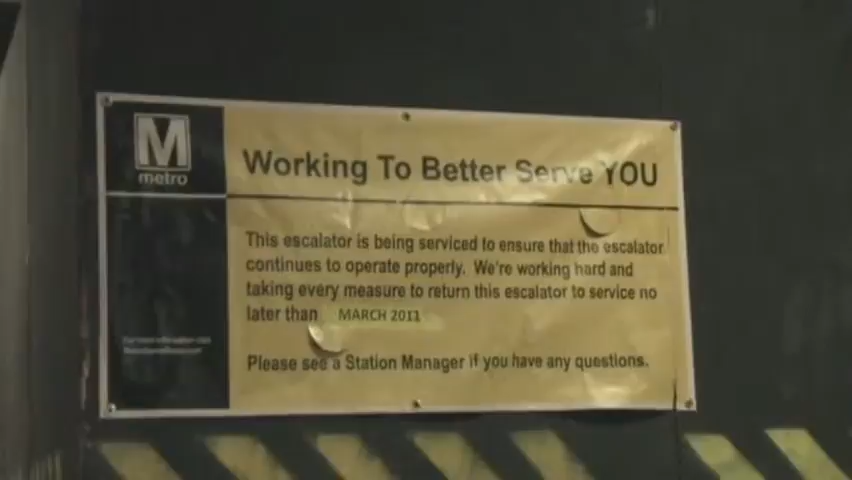 M
metro
Working To Better Serve YOU
This escalator is being serviced to ensure that the escalator
continues to operate properly. We're working hard and
taking every measure to return this escalator to service no
later than MARCH 2011
Please see a Station Manager if you have any questions.